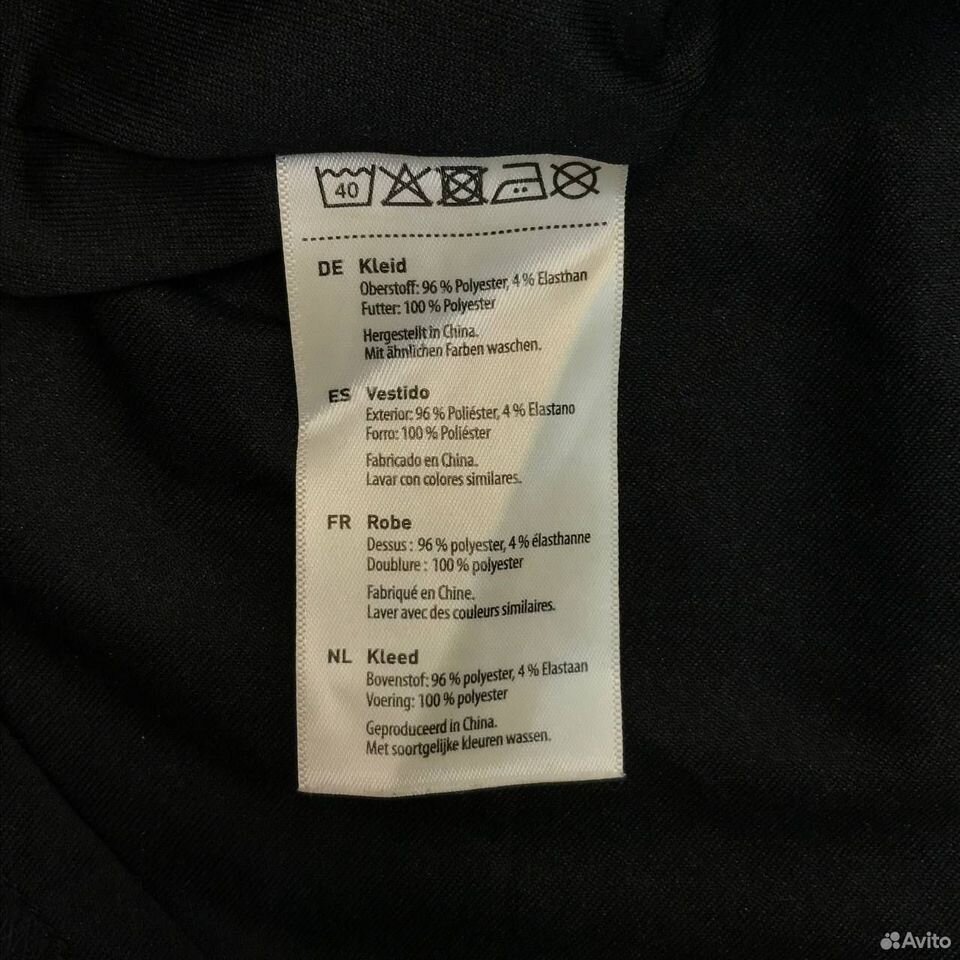 40
DE Kleid
Oberstoff: 96 % Polyester, 4 % Elasthan
Futter: 100 % Polyester
Hergestellt in China.
Mit ähnlichen Farben waschen.
ES Vestido
Exterior: 96 % Poliéster, 4 % Elastano
Forro: 100 % Poliéster
Fabricado en China.
Lavar con colores similares.
FR Robe
Dessus : 96 % polyester, 4 % élasthanne
Doublure : 100 % polyester
Fabriqué en Chine.
Laver avec des couleurs similaires.
NL Kleed
Bovenstof: 96 % polyester, 4 % Elastaan
Voering: 100 % polyester
Geproduceerd in China.
Met soortgelijke kleuren wassen.
Avito